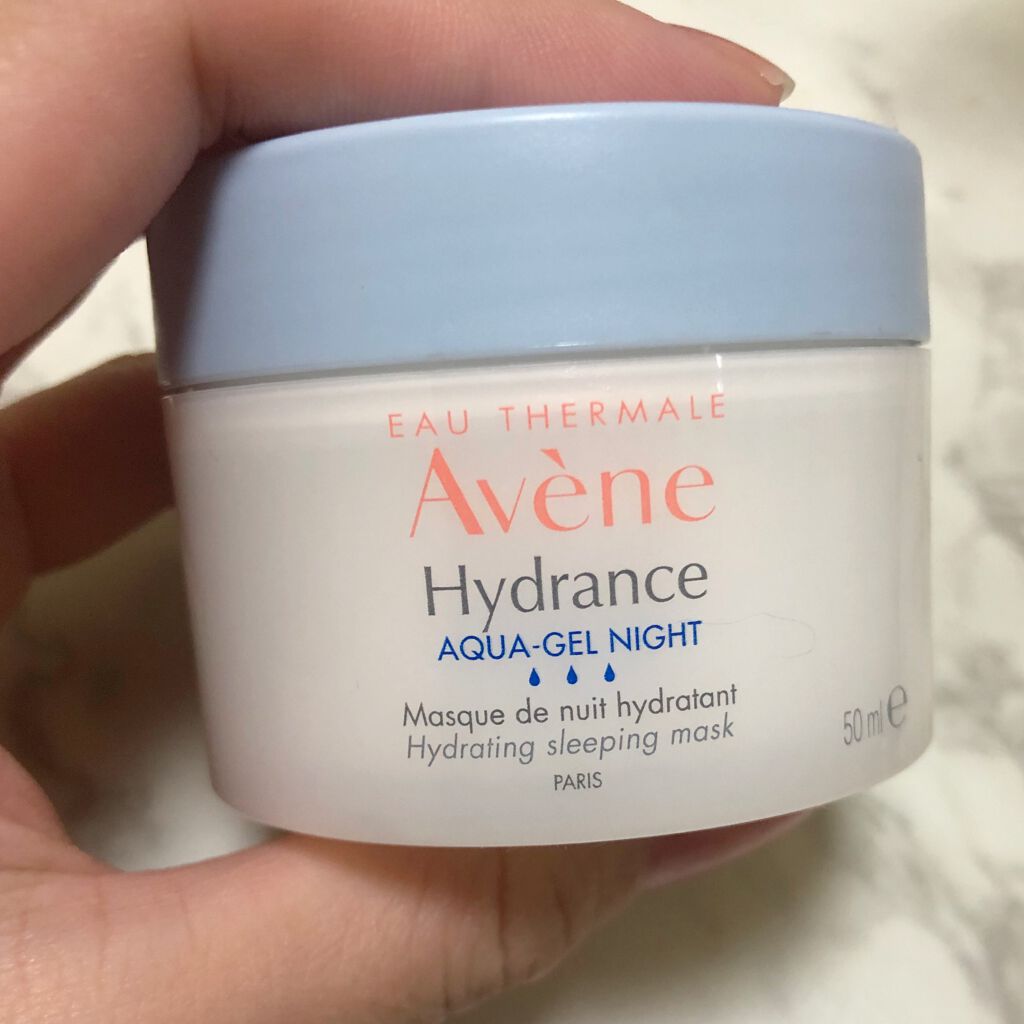 EAU THERMALE
Avène
Hydrance
AQUA-GEL NIGHT
Masque de nuit hydratant
Hydrating sleeping mask
PARIS
50 ml ℮